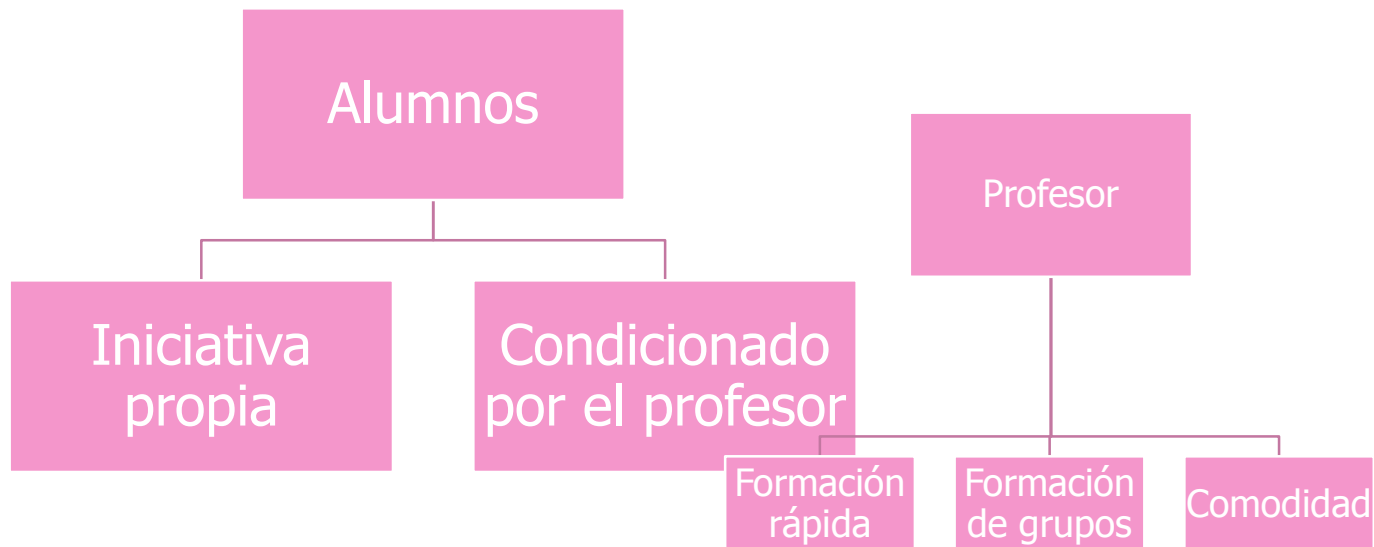 Alumnos
Iniciativa
propia
Condicionado
por el profesor
Profesor
Formación
rápida
Formación
de grupos
Comodidad